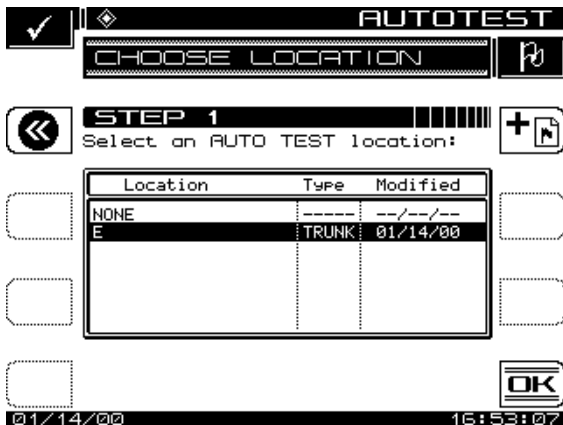 AUTOTEST
CHOOSE LOCATION
STEP 1
Select an AUTO TEST location:
Location Type Modified
NONE ----- --/--/--
E TRUNK 01/14/00
OK
01/14/00 16:53:07